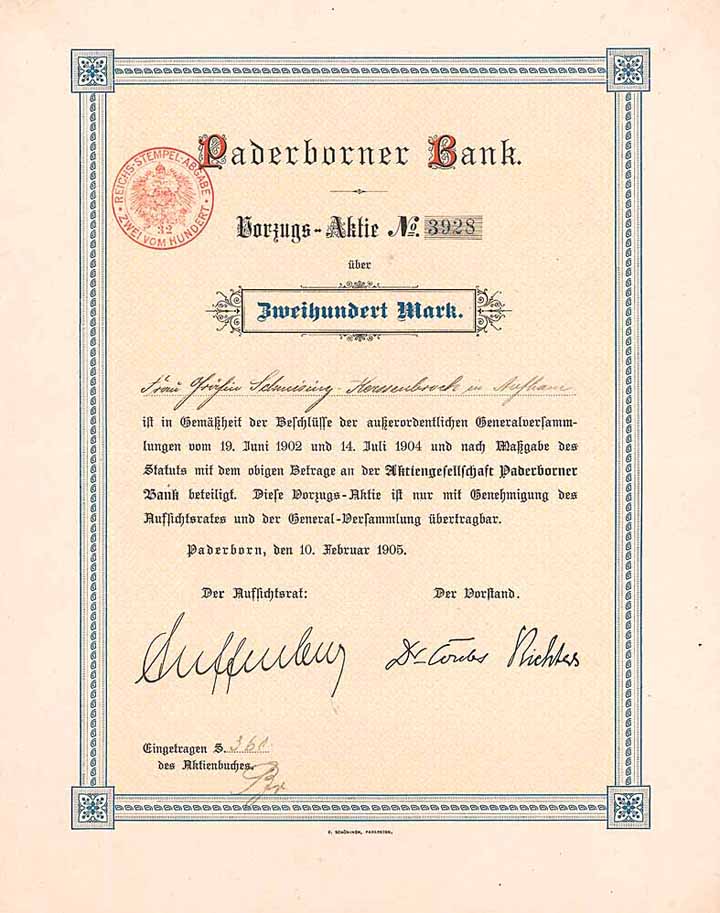 Paderborner Bank.
REICHS-STEMPEL-ABGABE
32
ZWEI VOM HUNDERT
Vorzugs-Aktie No. 3928
über
Zweihundert Mark.
Frau Gräfin Schmising-Kerssenbrock in
ist in Gemäßheit der Beschlüsse der außerordentlichen Generalversamm-
lungen vom 19. Juni 1902 und 14. Juli 1904 und nach Maßgabe des
Statuts mit dem obigen Betrage an der Aktiengesellschaft Paderborner
Bank beteiligt. Diese Vorzugs-Aktie ist nur mit Genehmigung des
Aufsichtsrates und der General-Versammlung übertragbar.
Paderborn, den 10. Februar 1905.
Der Aufsichtsrat: Der Vorstand.
Dr Richters
Eingetragen S. 361
des Aktienbuches.
F. SCHÖNINGH, PADERBORN.